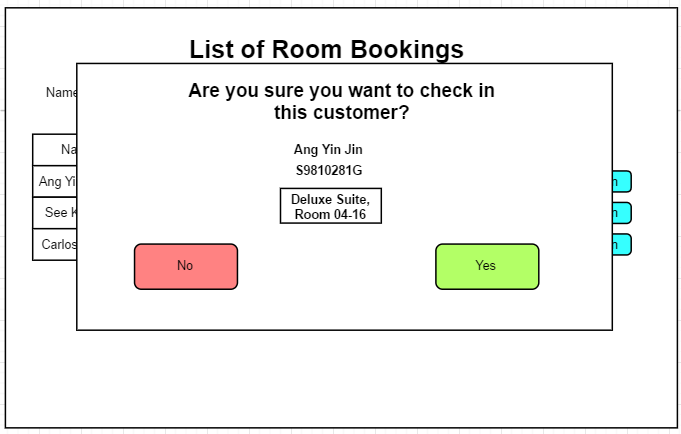 List of Room Bookings
Name
Are you sure you want to check in
this customer?
Na
Ang Yin Jin
S9810281G
Ang Yi
Deluxe Suite,
Room 04-16
See K
Carlos
No
Yes
n
n
n